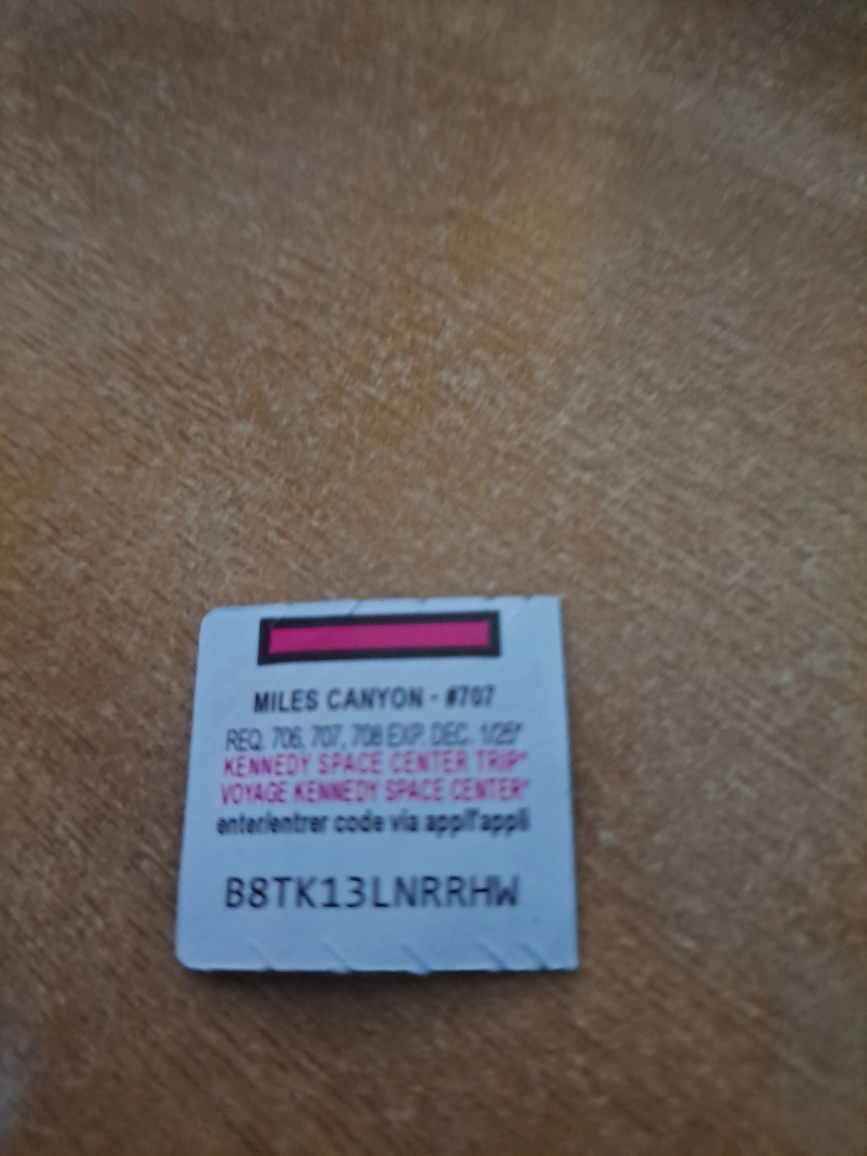 MILES CANYON - #707
REQ. 706, 707, 708 EXP. DEC. 1/25*
KENNEDY SPACE CENTER TRIP*
VOYAGE KENNEDY SPACE CENTER*
enter/entrer code via app/l'appli
B8TK13LNRRHW